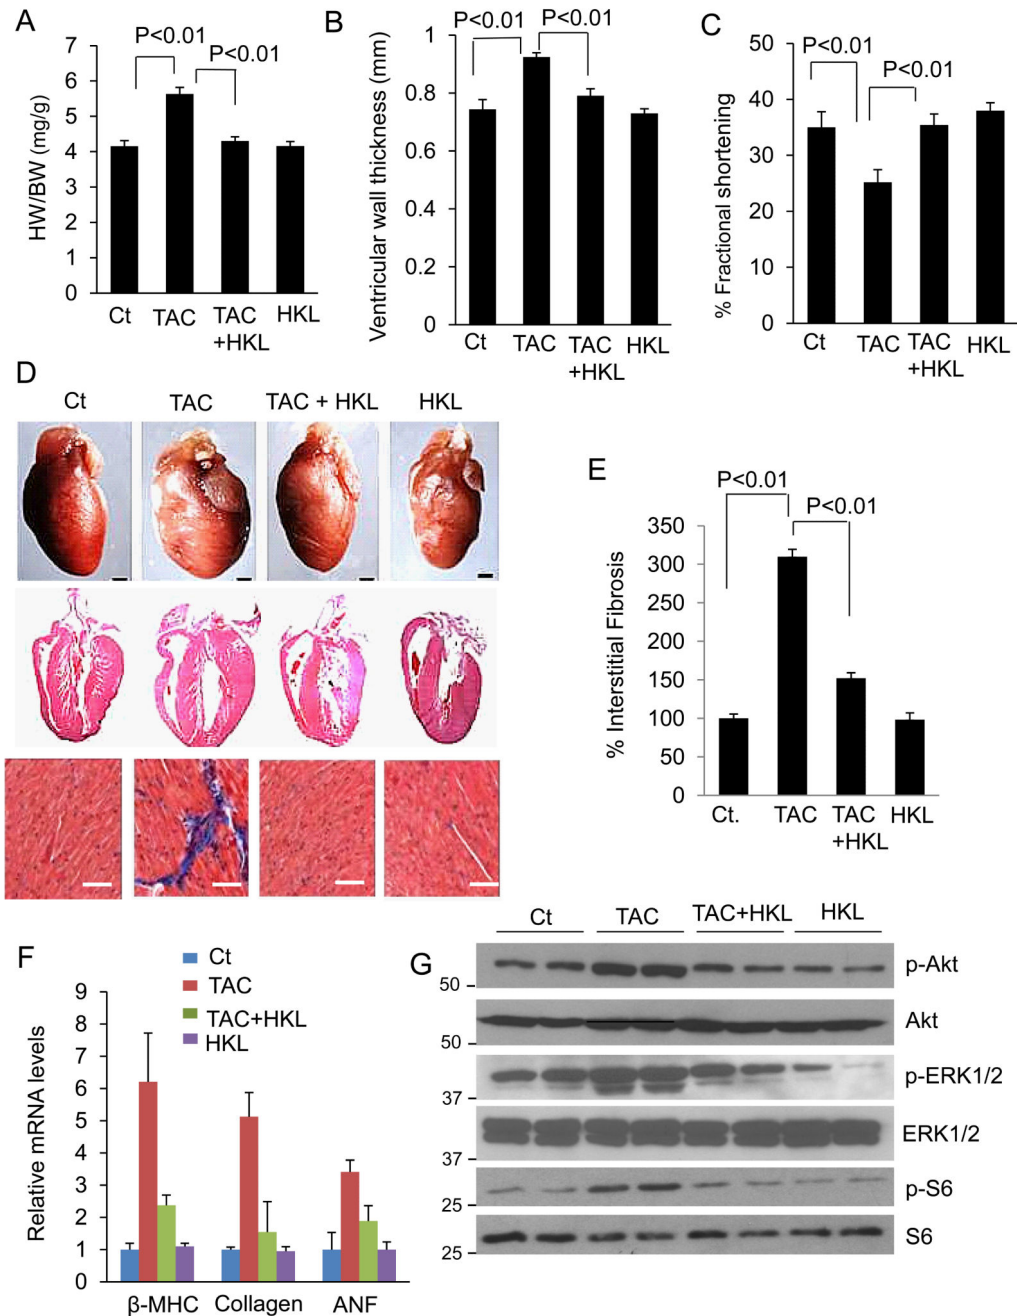 A
P<0.01
P<0.01
HW/BW (mg/g)
7
6
5
4
3
2
1
0
Ct
TAC
TAC
+HKL
HKL
B
P<0.01
P<0.01
Ventricular wall thickness (mm)
1
0.8
0.6
0.4
0.2
0
Ct
TAC
TAC
+HKL
HKL
C
P<0.01
P<0.01
% Fractional shortening
50
40
30
20
10
0
Ct
TAC
TAC
+HKL
HKL
D
Ct
TAC
TAC + HKL
HKL
E
P<0.01
P<0.01
% Interstitial Fibrosis
350
300
250
200
150
100
50
0
Ct.
TAC
TAC
+HKL
HKL
F
Ct
TAC
TAC+HKL
HKL
Relative mRNA levels
9
8
7
6
5
4
3
2
1
0
β-MHC
Collagen
ANF
G
Ct
TAC
TAC+HKL
HKL
50
p-Akt
50
Akt
37
p-ERK1/2
37
ERK1/2
25
p-S6
25
S6